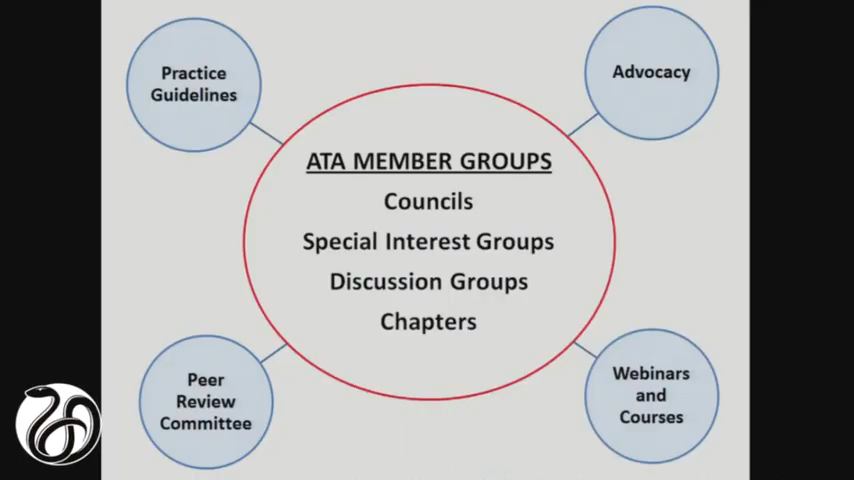 Practice
Guidelines
Advocacy
ATA MEMBER GROUPS
Councils
Special Interest Groups
Discussion Groups
Chapters
Peer
Review
Committee
Webinars
and
Courses